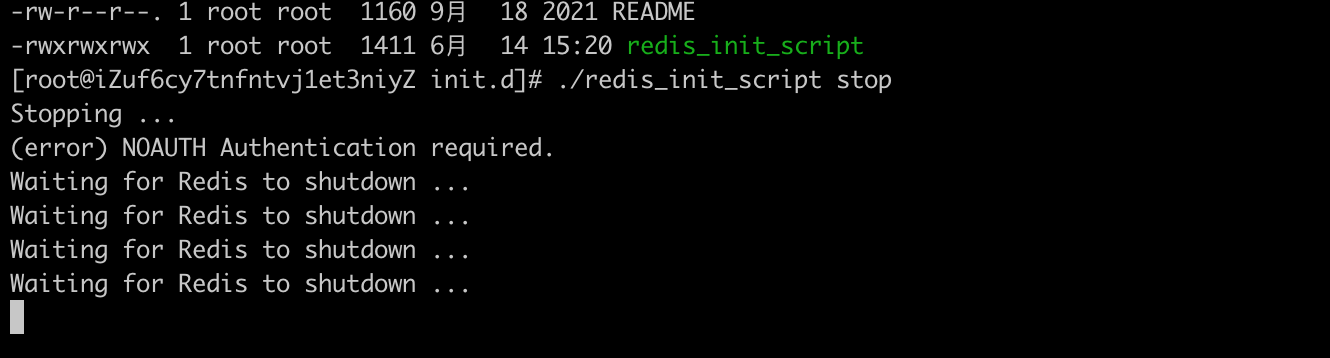 -rw-r--r--. 1 root root  1160 9月  18 2021 README
-rwxrwxrwx  1 root root  1411 6月  14 15:20 redis_init_script
[root@iZuf6cy7tnfntvj1et3niyZ init.d]# ./redis_init_script stop
Stopping ...
(error) NOAUTH Authentication required.
Waiting for Redis to shutdown ...
Waiting for Redis to shutdown ...
Waiting for Redis to shutdown ...
Waiting for Redis to shutdown ...